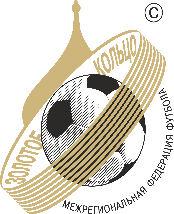 ©
ЗОЛОТОЕ КОЛЬЦО
МЕЖРЕГИОНАЛЬНАЯ ФЕДЕРАЦИЯ ФУТБОЛА